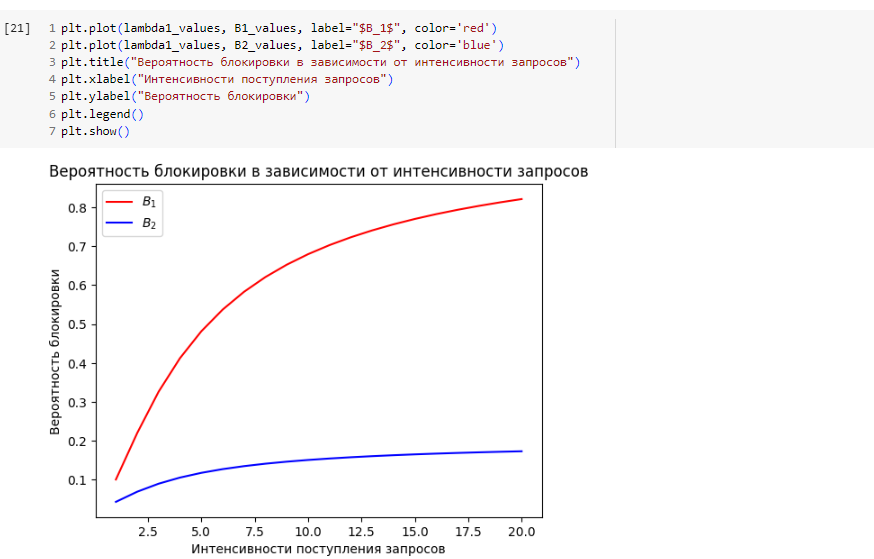 [21] 1 plt.plot(lambda1_values, B1_values, label="$B_1$", color='red')
2 plt.plot(lambda1_values, B2_values, label="$B_2$", color='blue')
3 plt.title("Вероятность блокировки в зависимости от интенсивности запросов")
4 plt.xlabel("Интенсивности поступления запросов")
5 plt.ylabel("Вероятность блокировки")
6 plt.legend()
7 plt.show()
Вероятность блокировки в зависимости от интенсивности запросов
B₁
B₂
Вероятность блокировки
0.8
0.7
0.6
0.5
0.4
0.3
0.2
0.1
2.5 5.0 7.5 10.0 12.5 15.0 17.5 20.0
Интенсивности поступления запросов